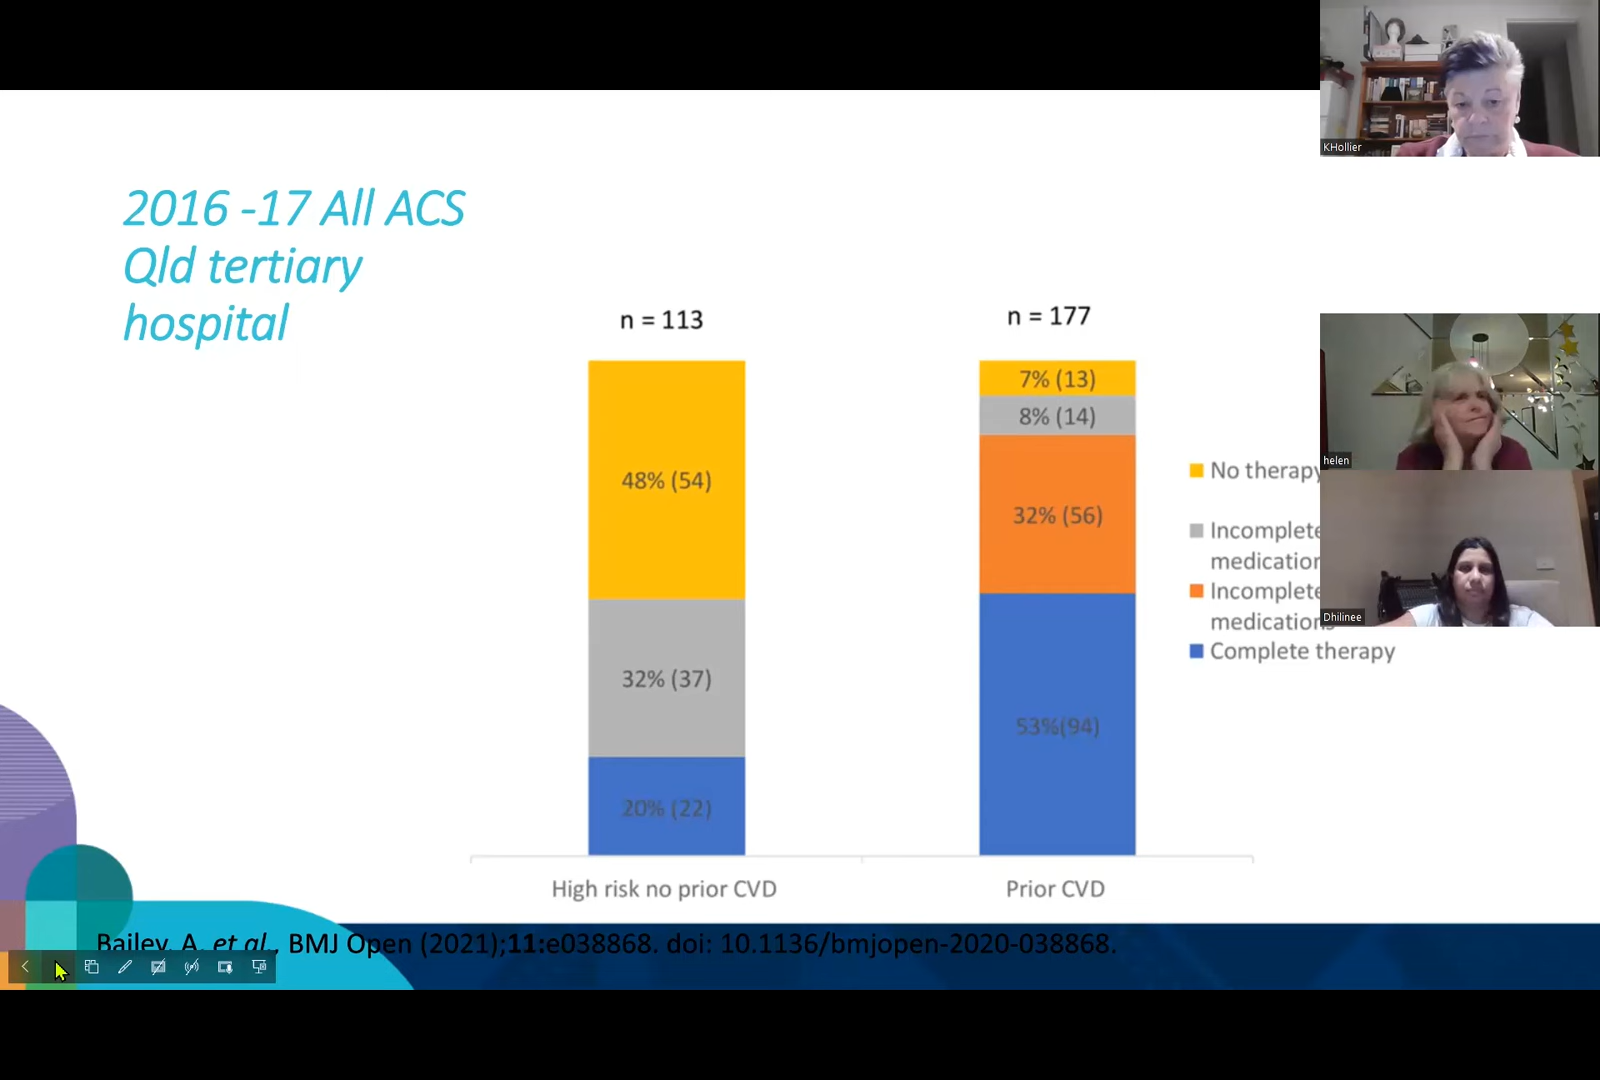 KHollier
2016 -17 All ACS
Qld tertiary
hospital
n = 113
n = 177
7% (13)
8% (14)
48% (54)
32% (56)
32% (37)
53%(94)
20% (22)
No therapy
Incomplete
medication
Incomplete
medications
Complete therapy
helen
Dhilinee
High risk no prior CVD
Prior CVD
Bailey, A. et al., BMJ Open (2021);11:e038868. doi: 10.1136/bmjopen-2020-038868.